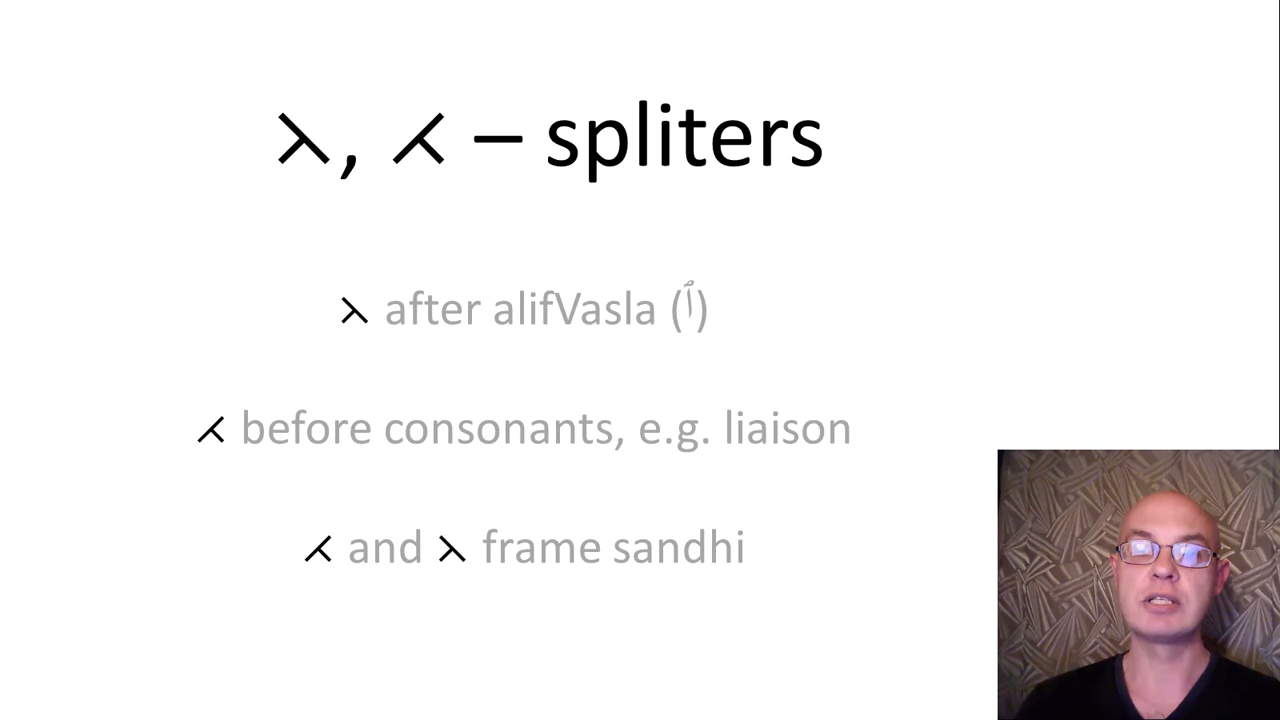 ⋋, ⋌ – spliters
⋋ after alifVasla (ٱ)
⋌ before consonants, e.g. liaison
⋌ and ⋋ frame sandhi